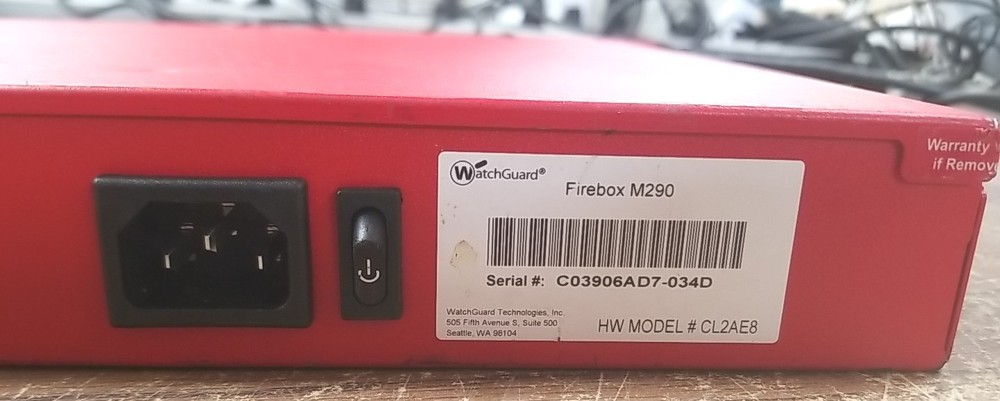 WatchGuard®
Firebox M290
Serial #: C03906AD7-034D
WatchGuard Technologies, Inc.
505 Fifth Avenue S, Suite 500
Seattle, WA 98104
HW MODEL # CL2AE8
Warranty
if Remove